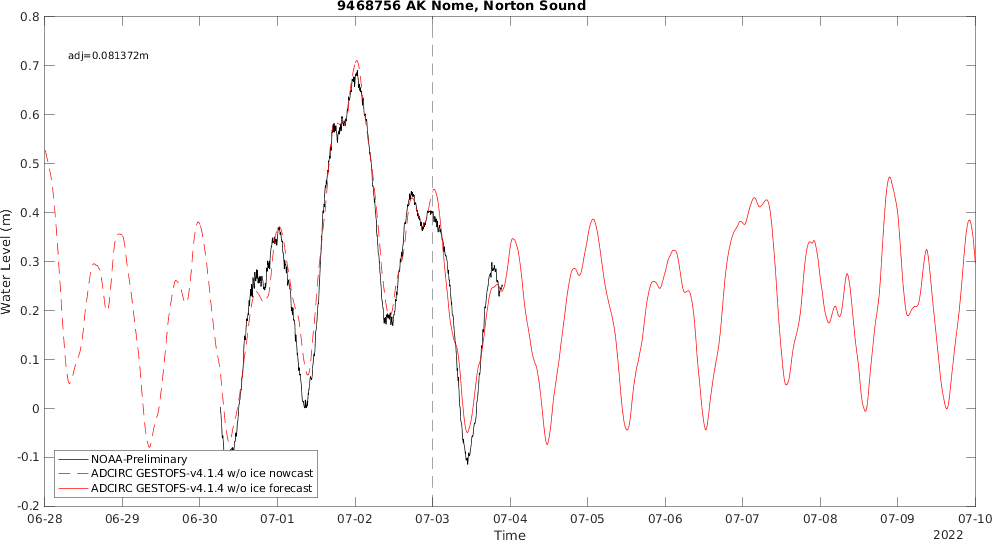 9468756 AK Nome, Norton Sound
adj=0.081372m
Water Level (m)
0.8
0.7
0.6
0.5
0.4
0.3
0.2
0.1
0
-0.1
-0.2
NOAA-Preliminary
ADCIRC GESTOFS-v4.1.4 w/o ice nowcast
ADCIRC GESTOFS-v4.1.4 w/o ice forecast
06-28 06-29 06-30 07-01 07-02 07-03 07-04 07-05 07-06 07-07 07-08 07-09 07-10
Time
2022